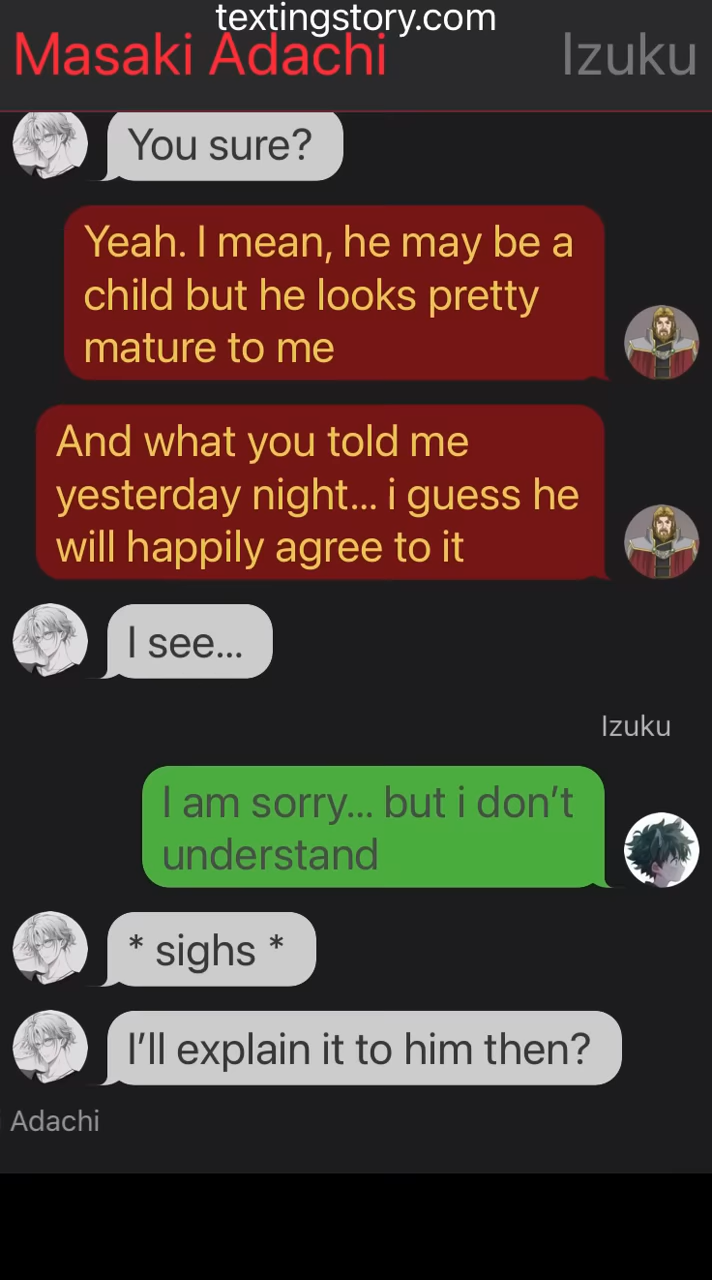 textingstory.com
Masaki Adachi Izuku
You sure?
Yeah. I mean, he may be a
child but he looks pretty
mature to me
And what you told me
yesterday night... i guess he
will happily agree to it
I see...
Izuku
I am sorry... but i don't
understand
* sighs *
I'll explain it to him then?
Adachi